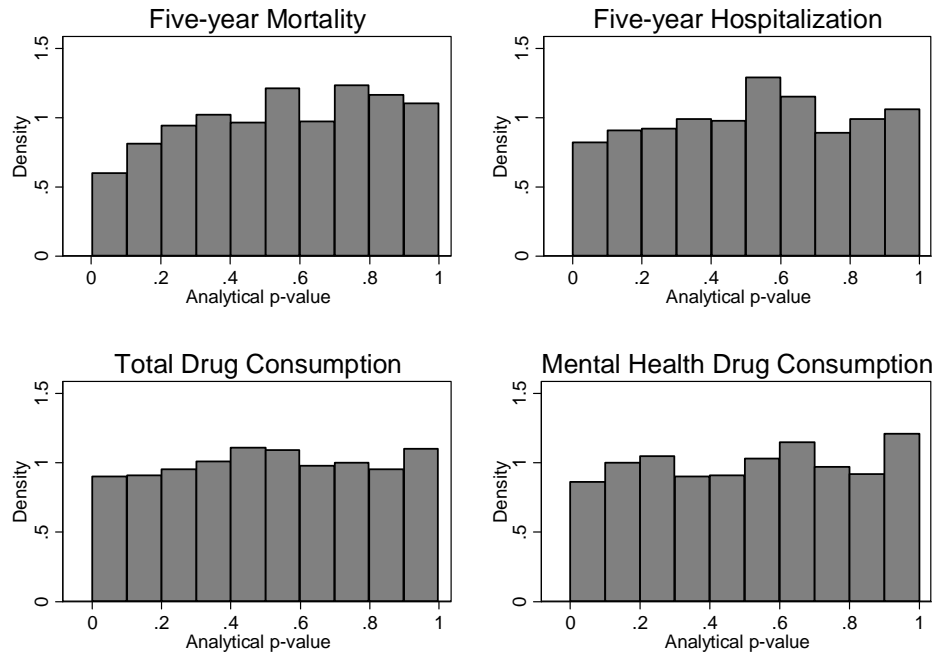 Five-year Mortality
1.5
1
.5
0
Density
0 .2 .4 .6 .8 1
Analytical p-value
Five-year Hospitalization
1.5
1
.5
0
Density
0 .2 .4 .6 .8 1
Analytical p-value
Total Drug Consumption
1.5
1
.5
0
Density
0 .2 .4 .6 .8 1
Analytical p-value
Mental Health Drug Consumption
1.5
1
.5
0
Density
0 .2 .4 .6 .8 1
Analytical p-value